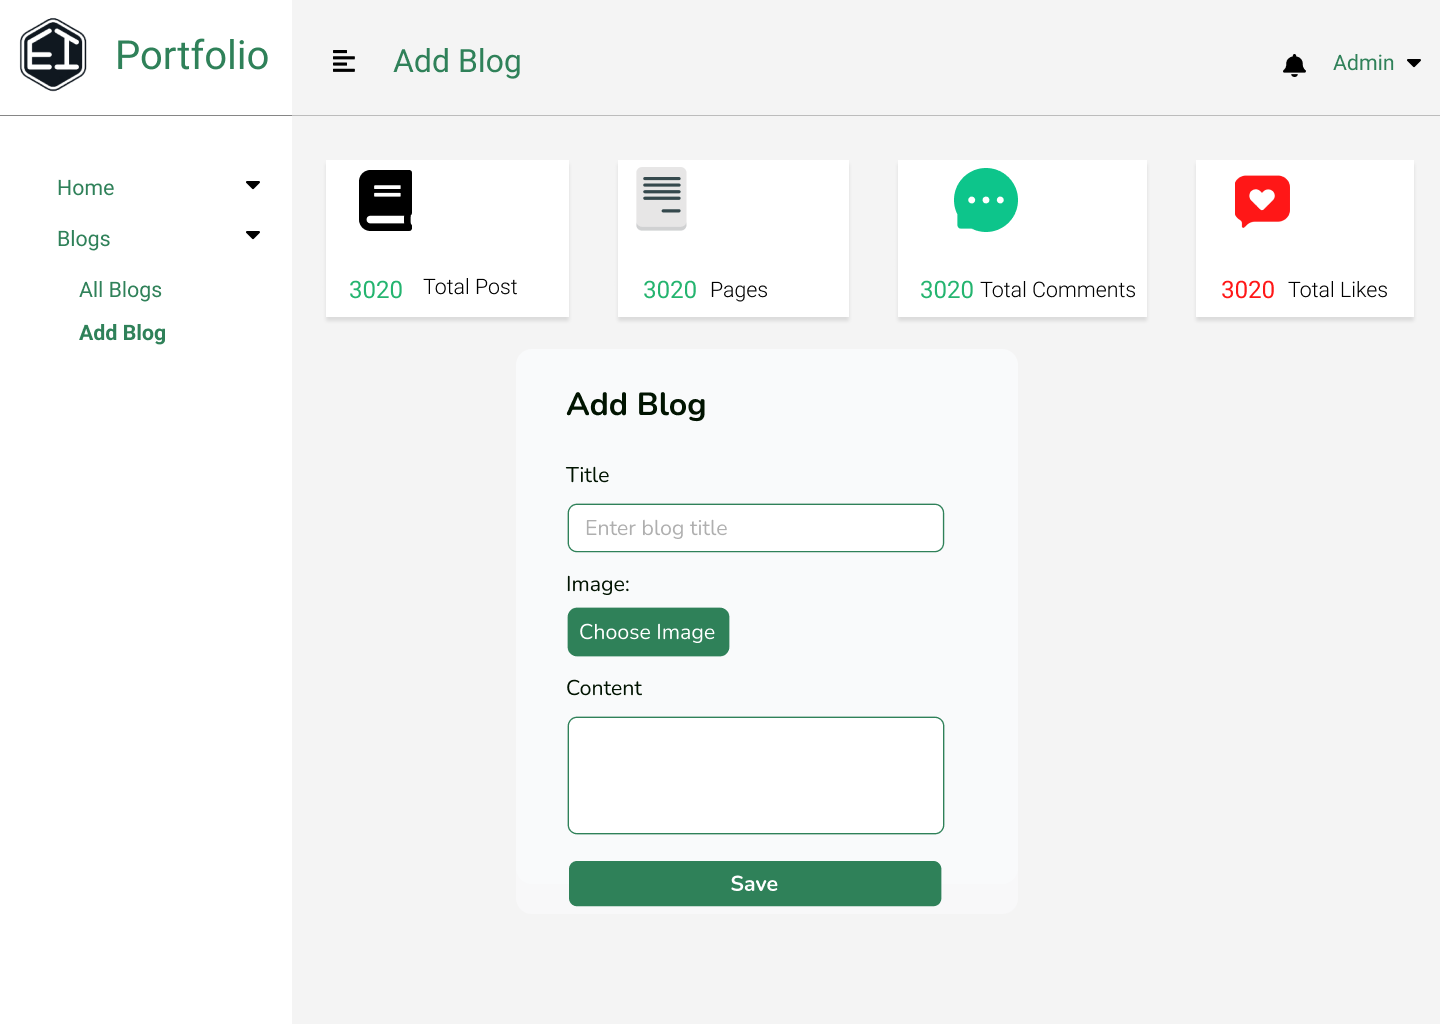 EI Portfolio
Add Blog
Admin
Home
Blogs
All Blogs
Add Blog
3020 Total Post
3020 Pages
3020 Total Comments
3020 Total Likes
Add Blog
Title
Enter blog title
Image:
Choose Image
Content
Save